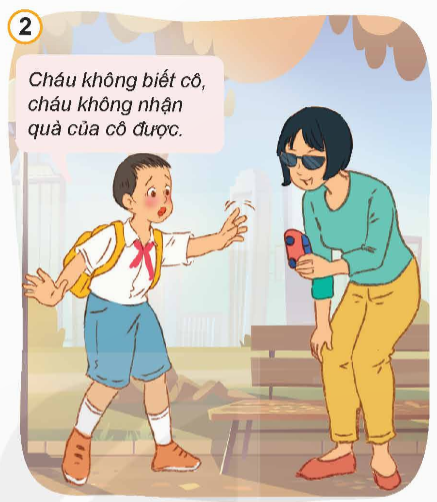 2
Cháu không biết cô,
cháu không nhận
quà của cô được.